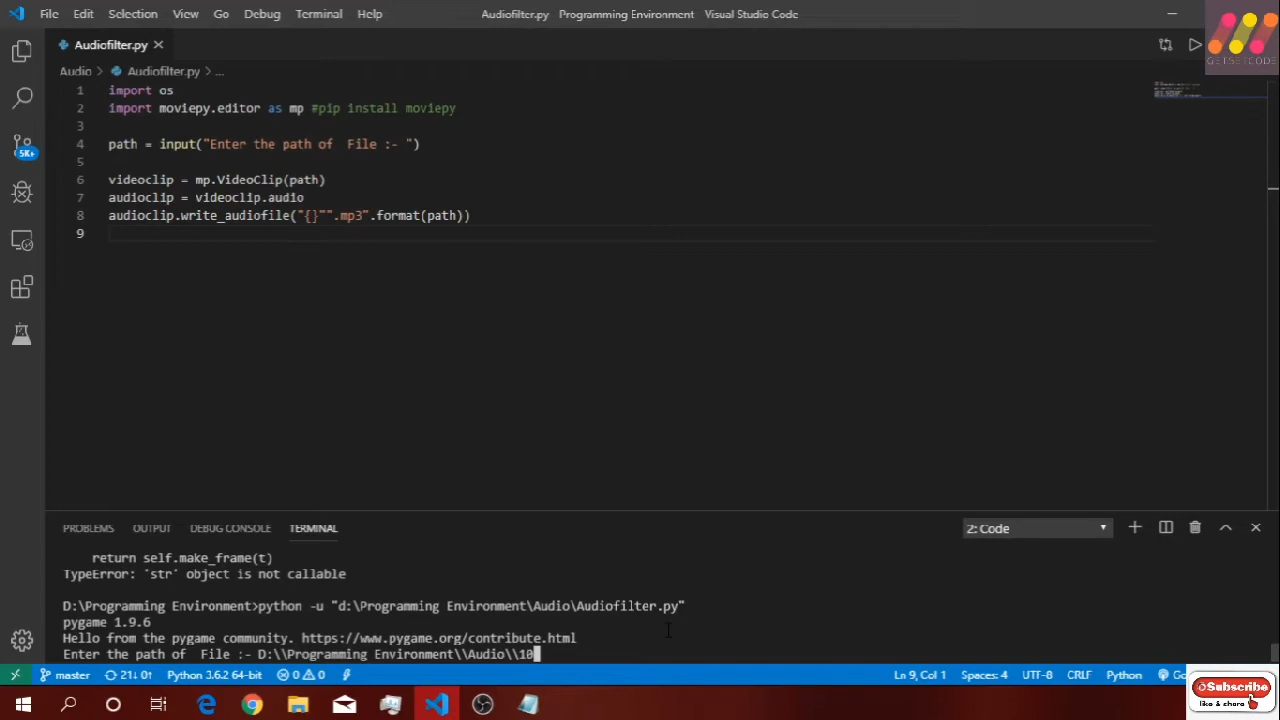 File Edit Selection View Go Debug Terminal Help
Audiofilter.py Programming Environment Visual Studio Code
GETSETCODE
Audiofilter.py
Audio > Audiofilter.py > ...
1 import os
2 import moviepy.editor as mp #pip install moviepy
3
4 path = input("Enter the path of  File :- ")
5
6 videoclip = mp.VideoClip(path)
7 audioclip = videoclip.audio
8 audioclip.write_audiofile("{}"".mp3".format(path))
9
5K+
PROBLEMS OUTPUT DEBUG CONSOLE TERMINAL
2: Code
return self.make_frame(t)
TypeError: 'str' object is not callable
D:\Programming Environment>python -u "d:\Programming Environment\Audio\Audiofilter.py"
pygame 1.9.6
Hello from the pygame community. https://www.pygame.org/contribute.html
Enter the path of  File :- D:\\Programming Environment\\Audio\\10
master 21↓ 0↑ Python 3.6.2 64-bit 0 0
Ln 9, Col 1 Spaces: 4 UTF-8 CRLF Python Go
Subscribe
like & share